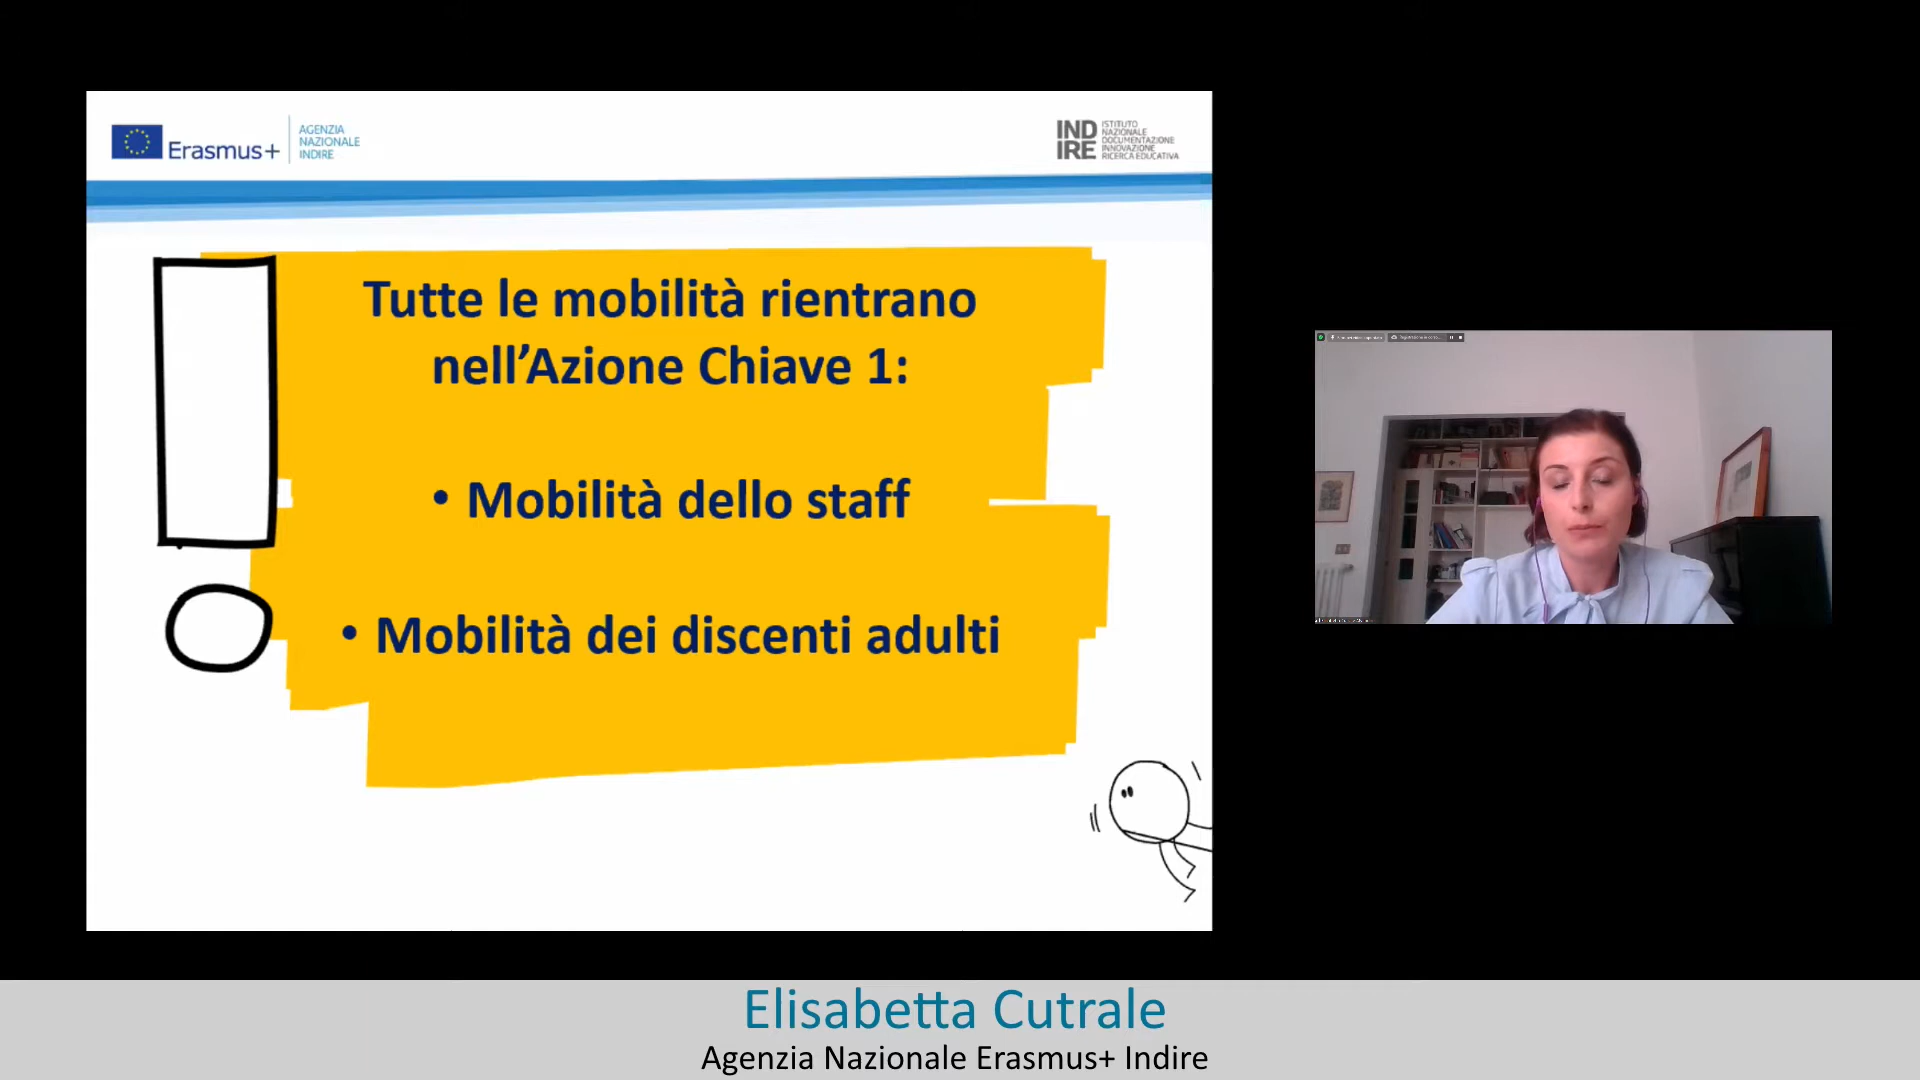 Erasmus+
AGENZIA
NAZIONALE
INDIRE
IND
IRE
ISTITUTO
NAZIONALE
DOCUMENTAZIONE
INNOVAZIONE
RICERCA EDUCATIVA
Tutte le mobilità rientrano
nell’Azione Chiave 1:
• Mobilità dello staff
• Mobilità dei discenti adulti
Elisabetta Cutrale
Agenzia Nazionale Erasmus+ Indire